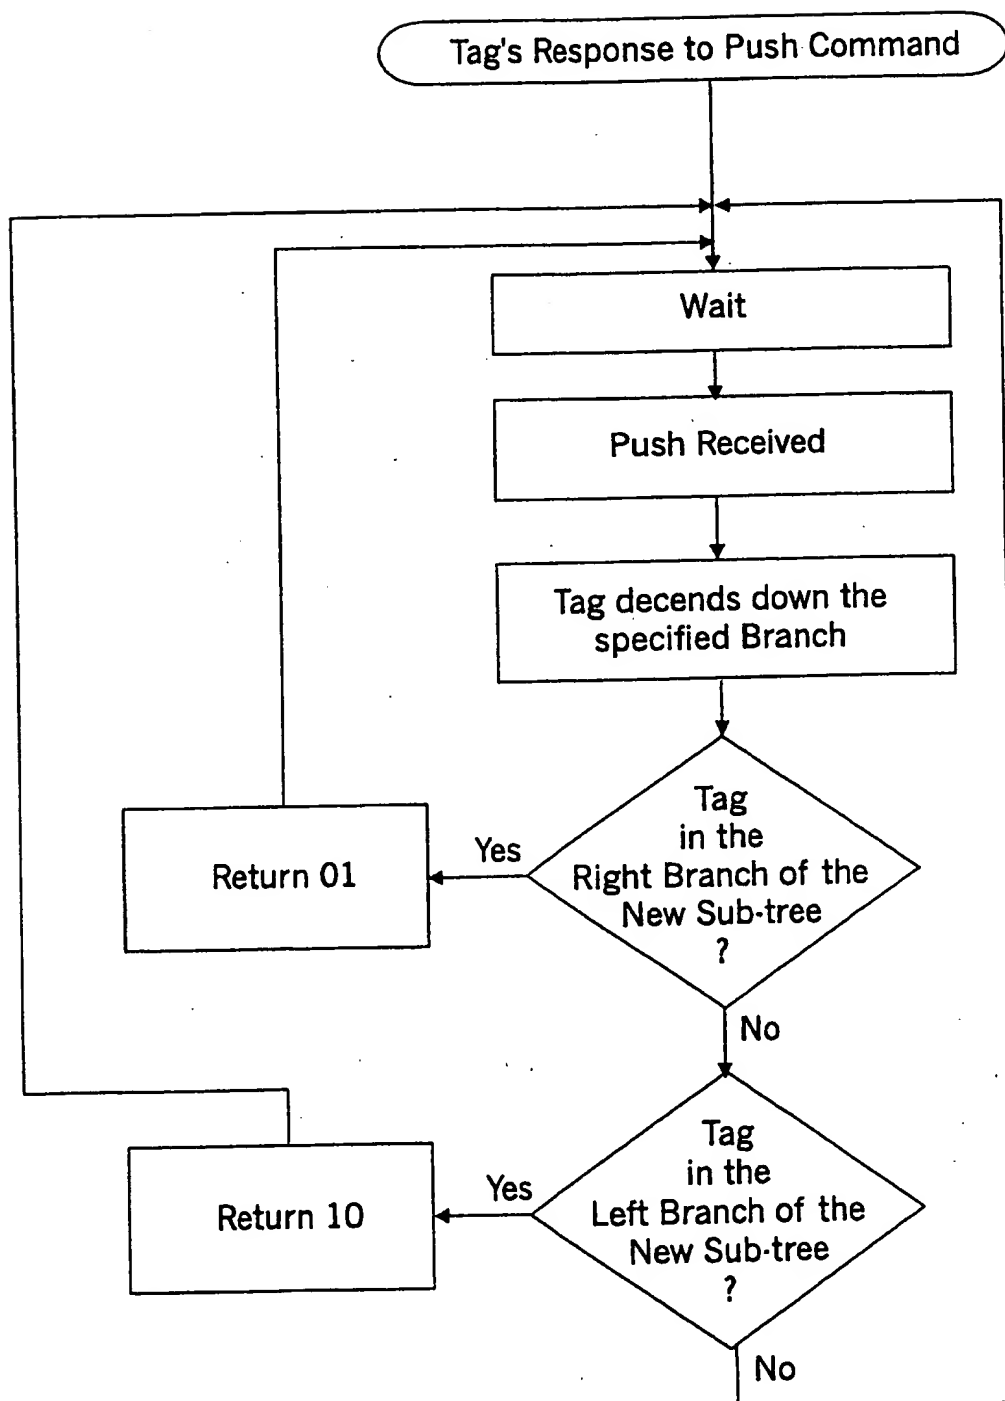 Tag's Response to Push Command
Wait
Push Received
Tag decends down the
specified Branch
Tag
in the
Right Branch of the
New Sub-tree
?
Yes
Return 01
No
Tag
in the
Left Branch of the
New Sub-tree
?
Yes
Return 10
No